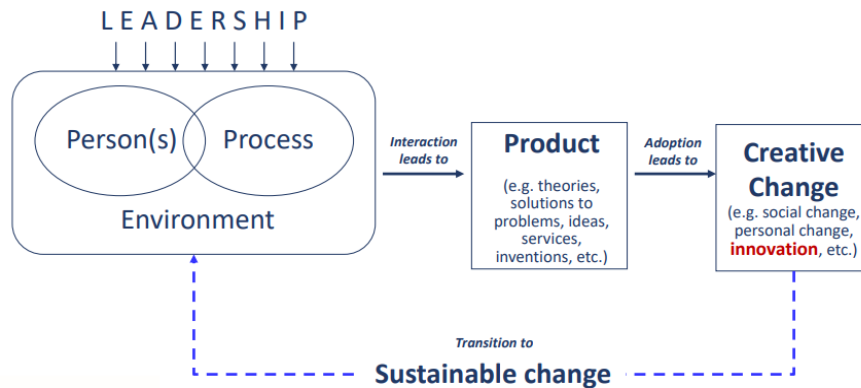 L E A D E R S H I P
Person(s)
Process
Environment
Interaction
leads to
Product
(e.g. theories,
solutions to
problems, ideas,
services,
inventions, etc.)
Adoption
leads to
Creative
Change
(e.g. social change,
personal change,
innovation, etc.)
Transition to
Sustainable change